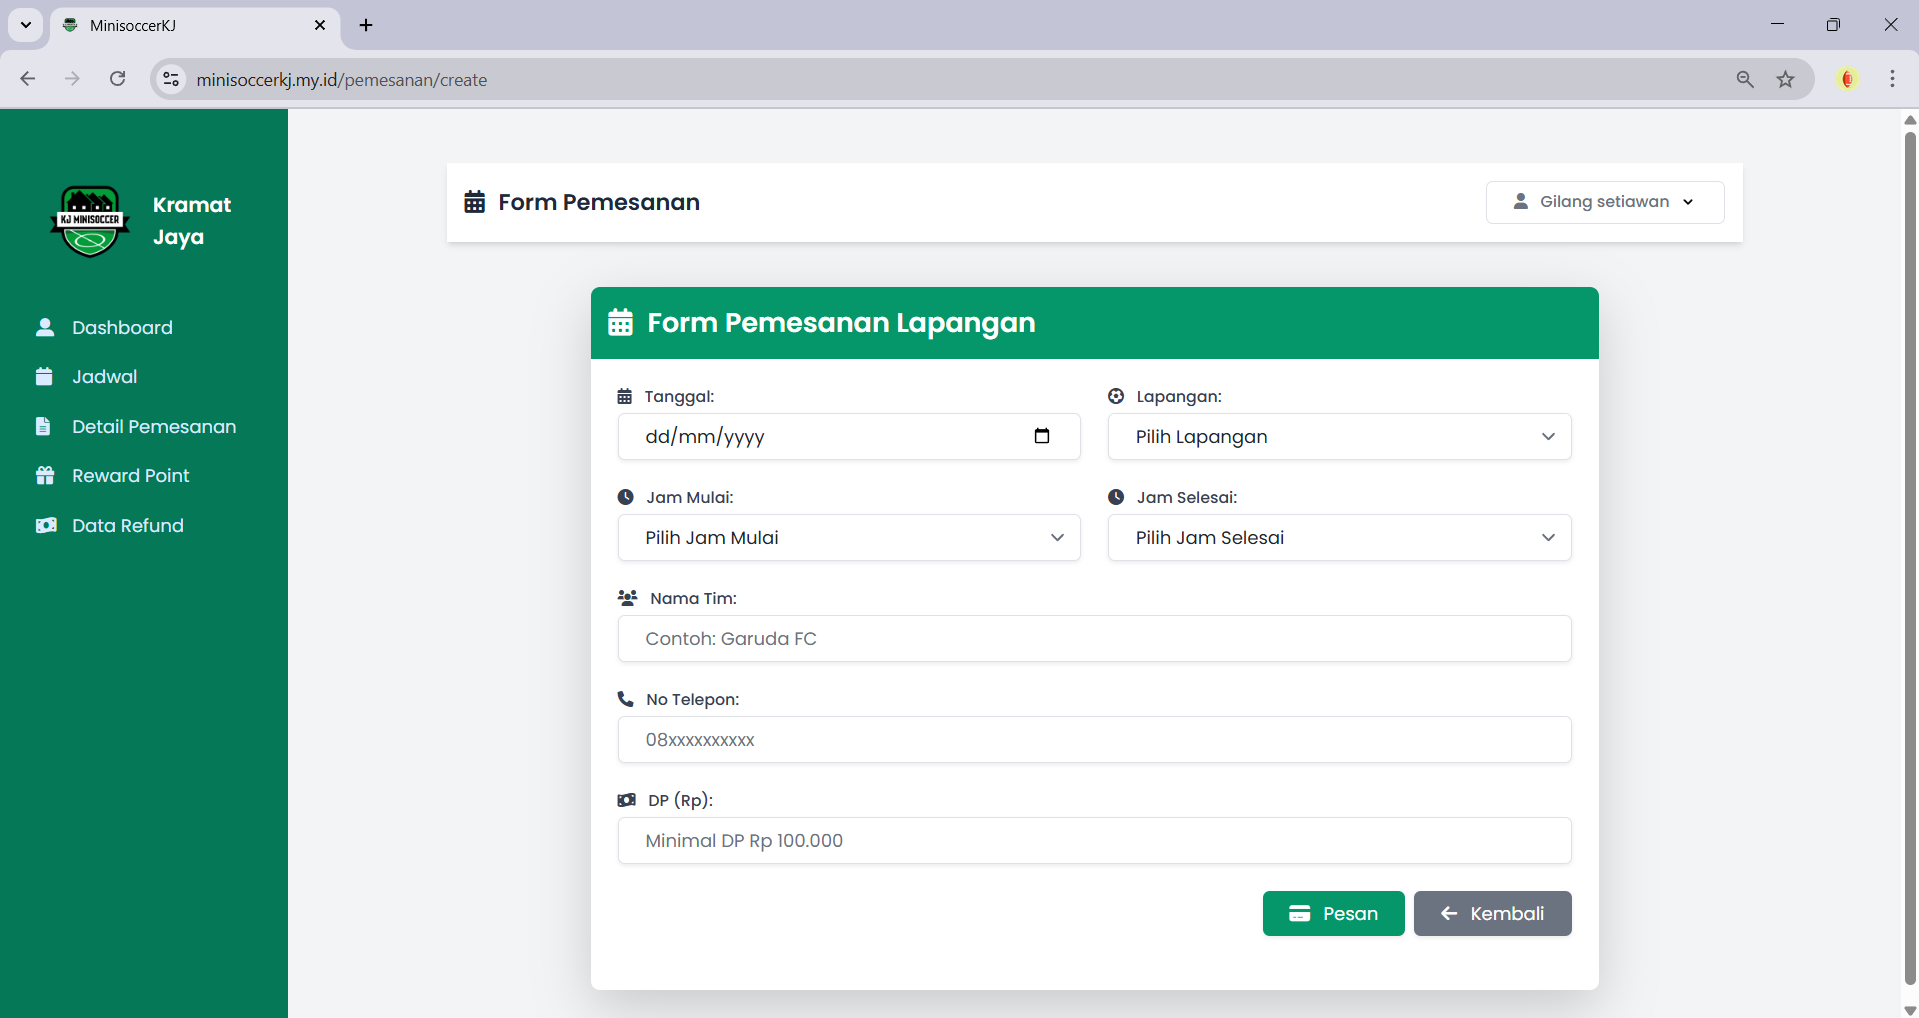 MinisoccerKJ
minisoccerkj.my.id/pemesanan/create
KJ MINISOCCER
Kramat
Jaya
Dashboard
Jadwal
Detail Pemesanan
Reward Point
Data Refund
Form Pemesanan
Gilang setiawan
Form Pemesanan Lapangan
Tanggal:
dd/mm/yyyy
Lapangan:
Pilih Lapangan
Jam Mulai:
Pilih Jam Mulai
Jam Selesai:
Pilih Jam Selesai
Nama Tim:
Contoh: Garuda FC
No Telepon:
08xxxxxxxxxx
DP (Rp):
Minimal DP Rp 100.000
Pesan
Kembali